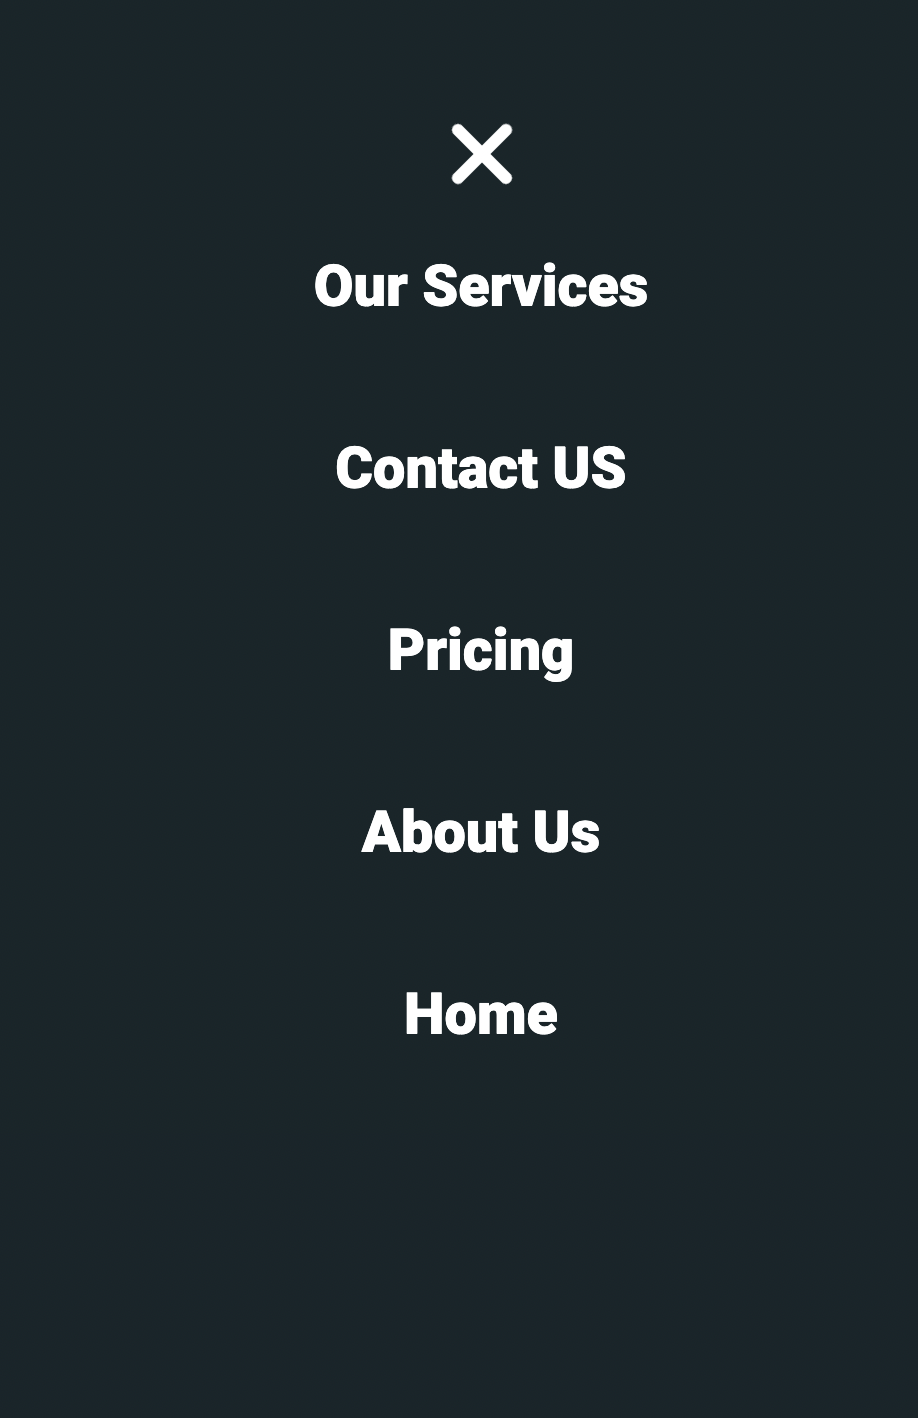 Our Services
Contact US
Pricing
About Us
Home